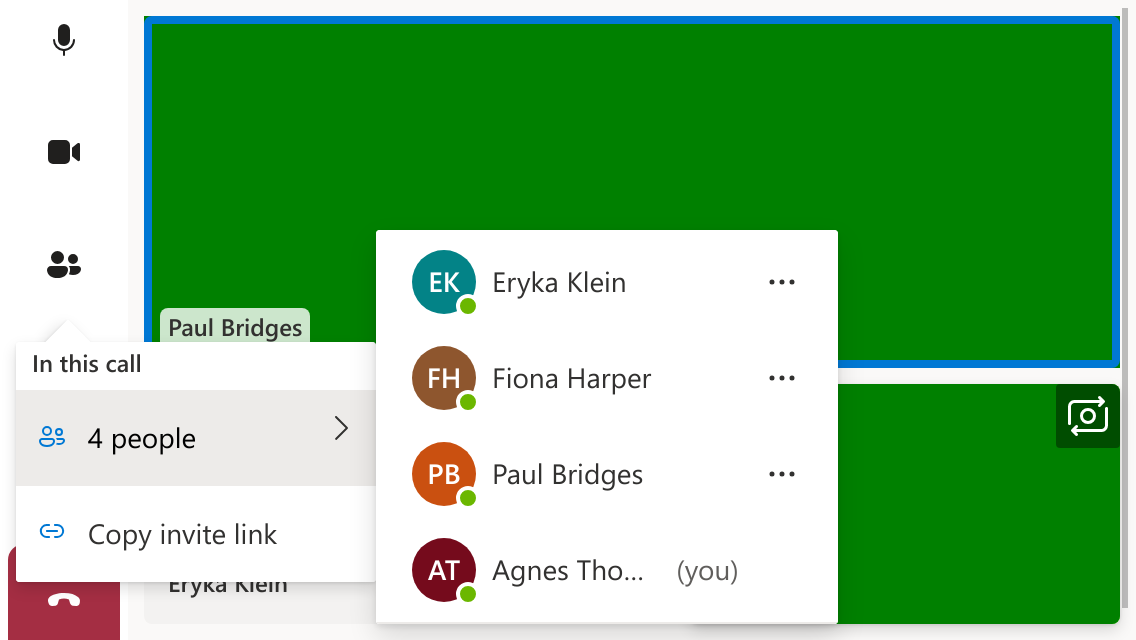 Paul Bridges
In this call
4 people
Copy invite link
EK Eryka Klein
FH Fiona Harper
PB Paul Bridges
AT Agnes Tho... (you)
Eryka Klein